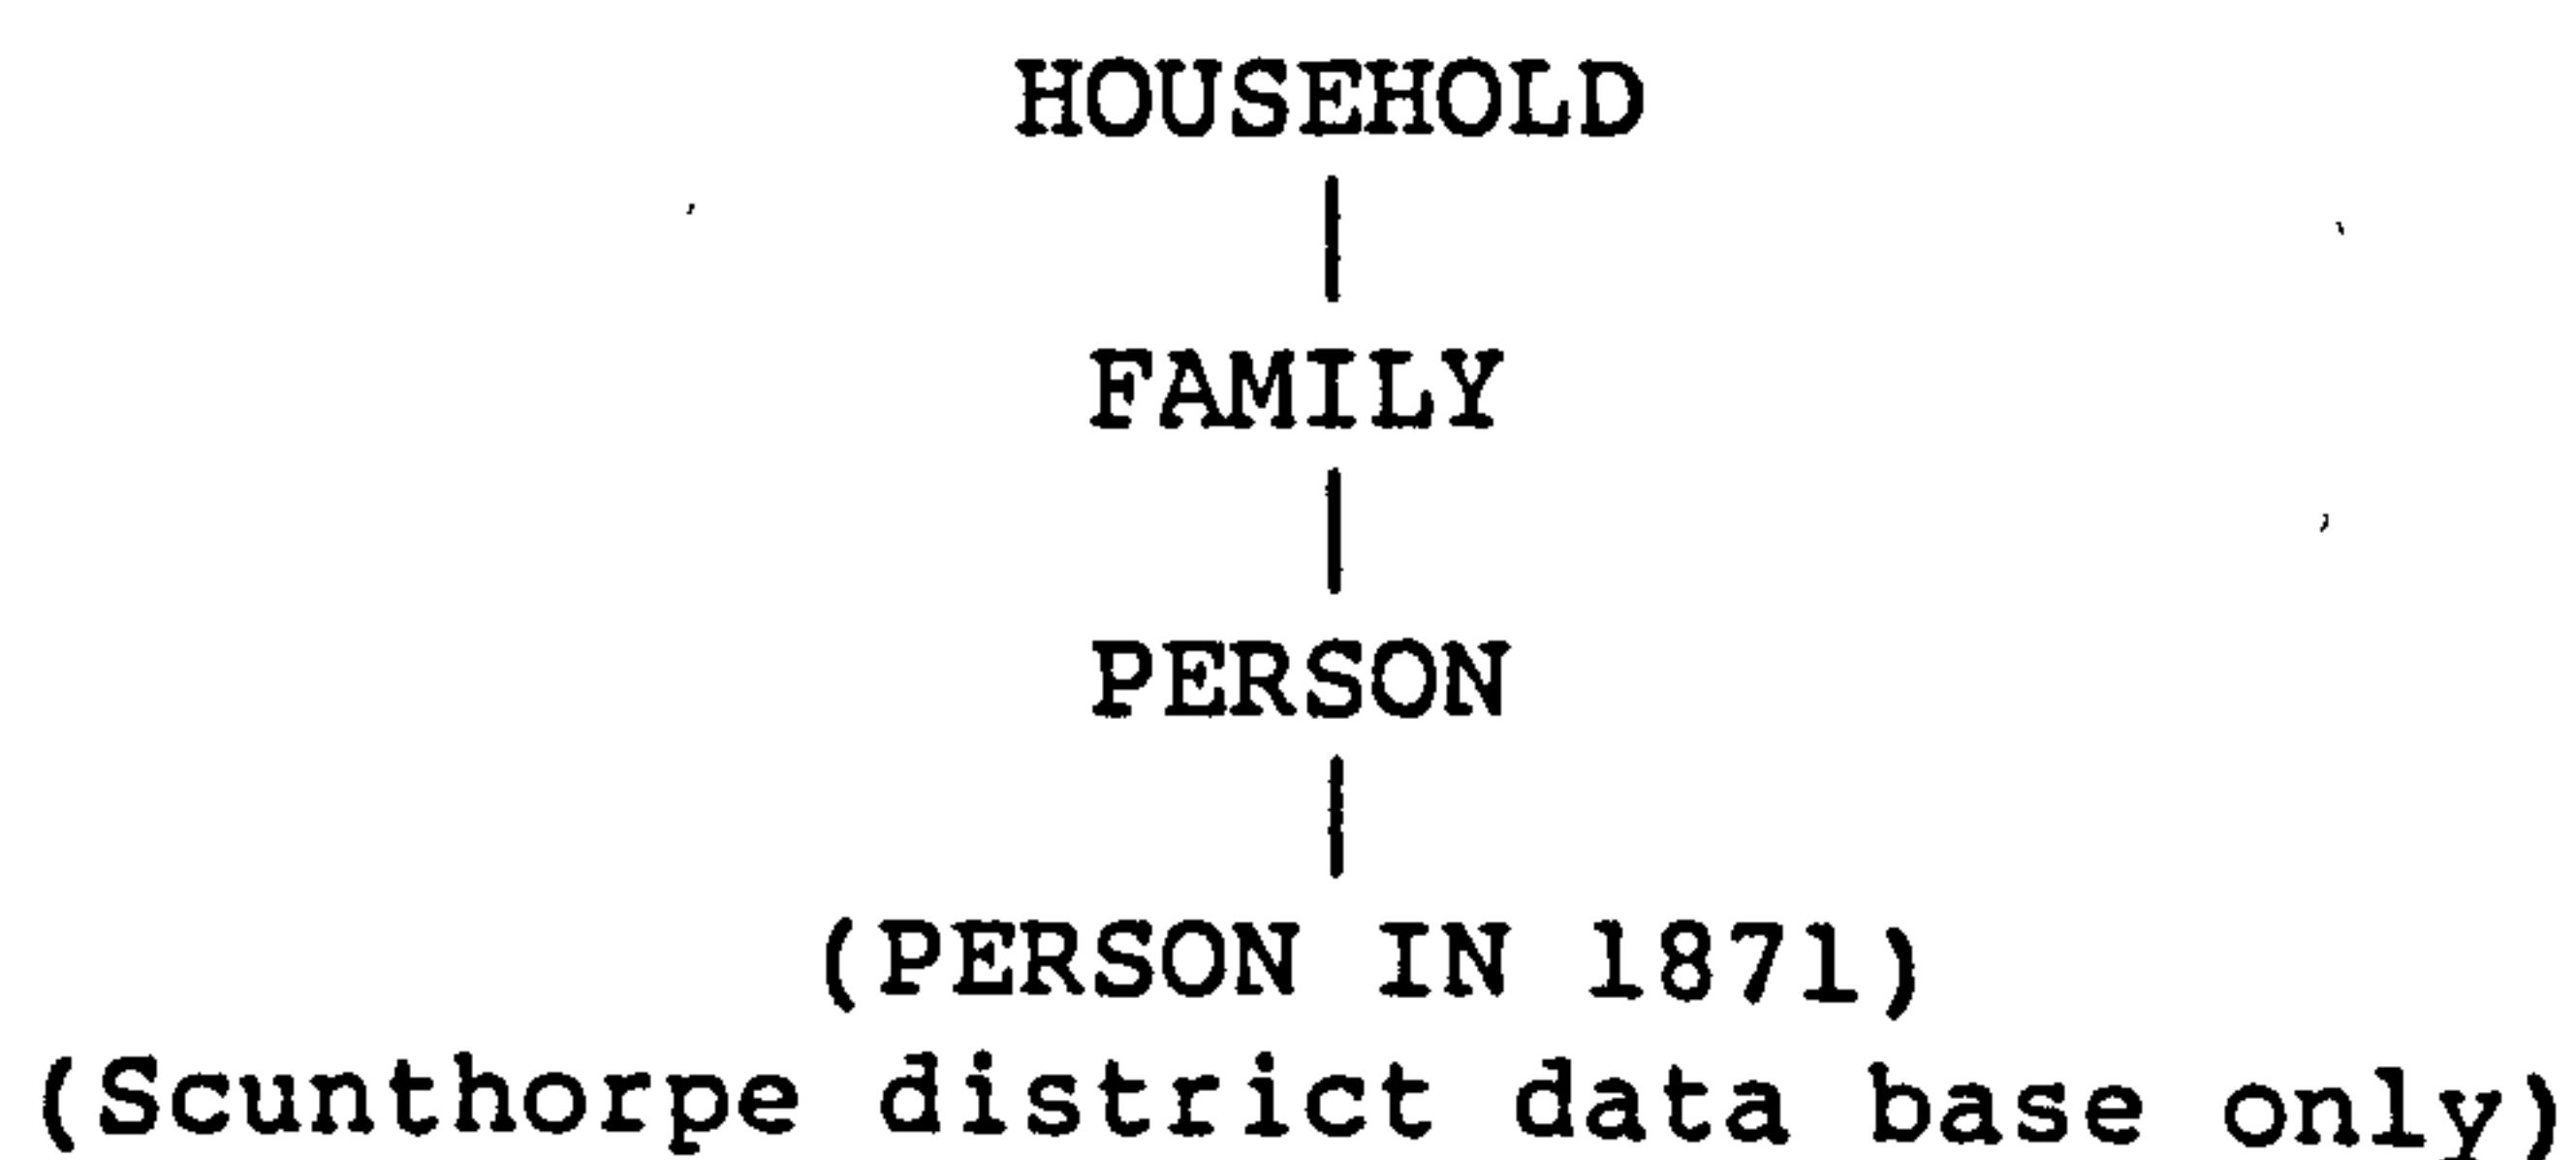 HOUSEHOLD
FAMILY
PERSON
(PERSON IN 1871)
(Scunthorpe district data base only)